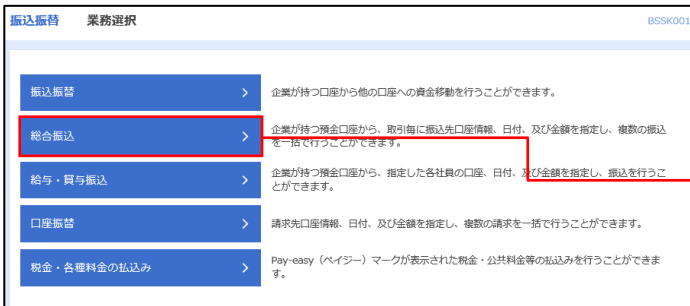 振込振替 業務選択 BSSK001
振込振替 企業が持つ口座から他の口座への資金移動を行うことができます。
総合振込 企業が持つ預金口座から、取引毎に振込先口座情報、日付、及び金額を指定し、複数の振込
を一括で行うことができます。
給与・賞与振込 企業が持つ預金口座から、指定した各社員の口座、日付、及び金額を指定し、振込を行うこ
とができます。
口座振替 請求先口座情報、日付、及び金額を指定し、複数の請求を一括で行うことができます。
税金・各種料金の払込み Pay-easy（ペイジー）マークが表示された税金・公共料金等の払込みを行うことができま
す。